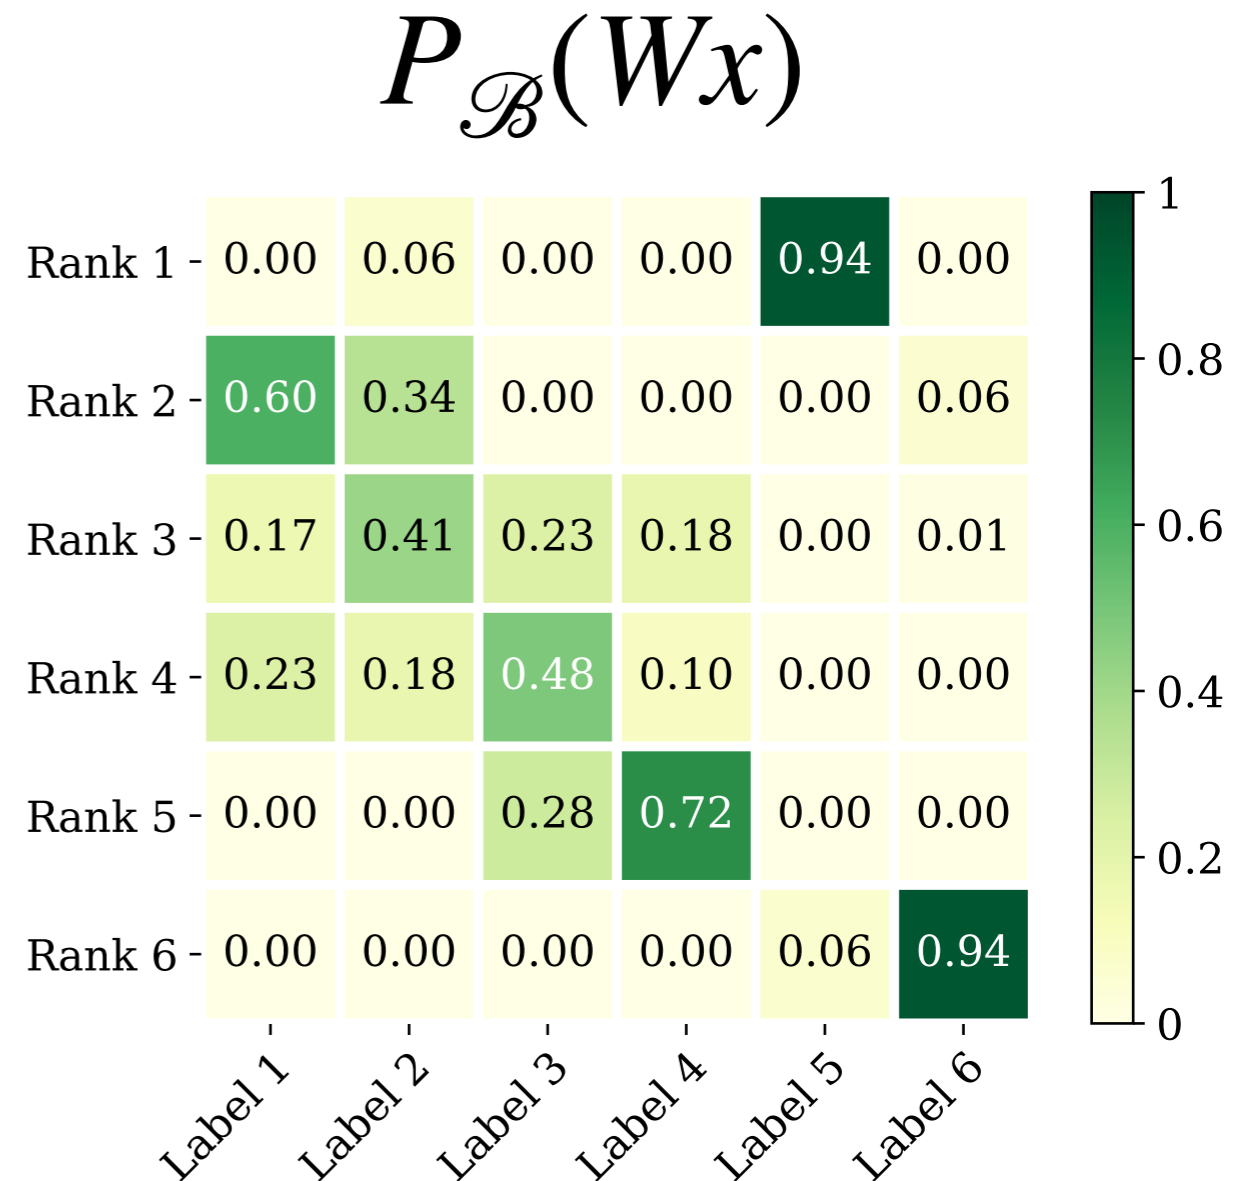 P_ℬ(Wx)
Rank 1 0.00 0.06 0.00 0.00 0.94 0.00
Rank 2 0.60 0.34 0.00 0.00 0.00 0.06
Rank 3 0.17 0.41 0.23 0.18 0.00 0.01
Rank 4 0.23 0.18 0.48 0.10 0.00 0.00
Rank 5 0.00 0.00 0.28 0.72 0.00 0.00
Rank 6 0.00 0.00 0.00 0.00 0.06 0.94
Label 1 Label 2 Label 3 Label 4 Label 5 Label 6
1
0.8
0.6
0.4
0.2
0